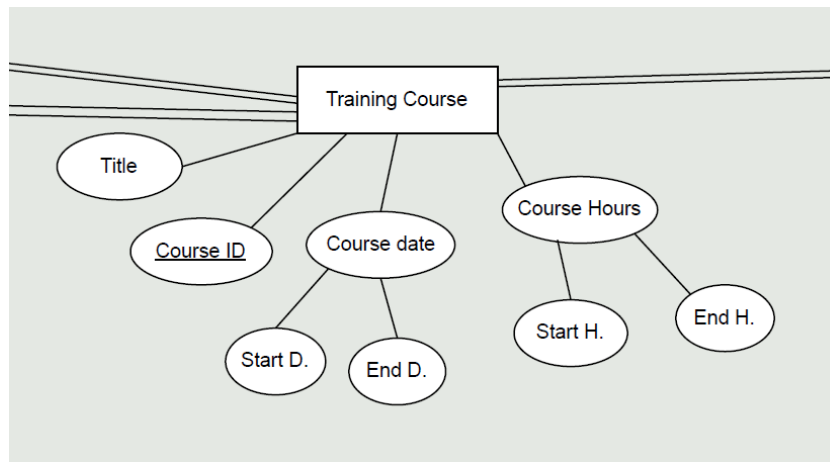 Training Course
Title
Course Hours
Course ID
Course date
Start D.
End D.
Start H.
End H.